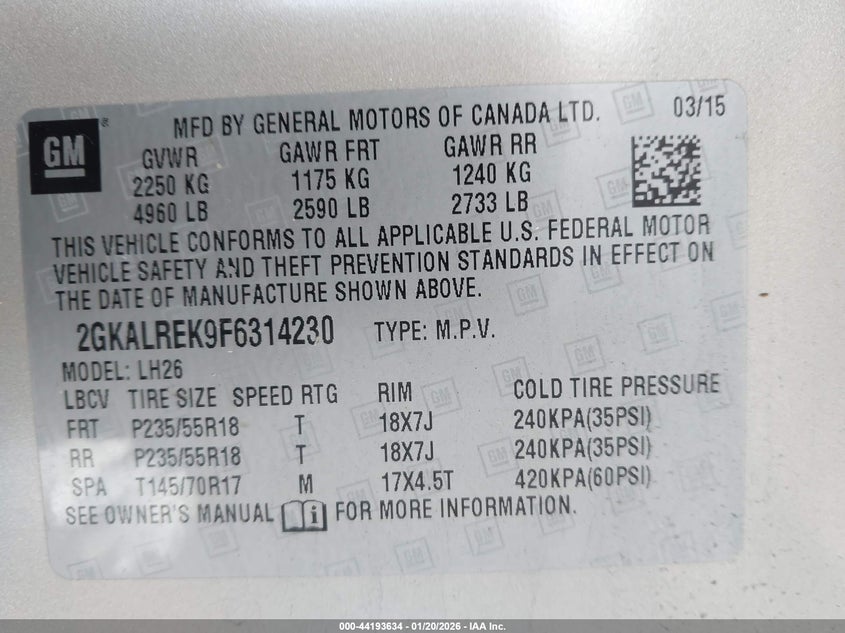 GM ®
MFD BY GENERAL MOTORS OF CANADA LTD. 03/15
GVWR GAWR FRT GAWR RR
2250 KG 1175 KG 1240 KG
4960 LB 2590 LB 2733 LB
THIS VEHICLE CONFORMS TO ALL APPLICABLE U.S. FEDERAL MOTOR
VEHICLE SAFETY AND THEFT PREVENTION STANDARDS IN EFFECT ON
THE DATE OF MANUFACTURE SHOWN ABOVE.
2GKALREK9F6314230 TYPE: M.P.V.
MODEL: LH26
LBCV TIRE SIZE SPEED RTG RIM COLD TIRE PRESSURE
FRT P235/55R18 T 18X7J 240KPA(35PSI)
RR P235/55R18 T 18X7J 240KPA(35PSI)
SPA T145/70R17 M 17X4.5T 420KPA(60PSI)
SEE OWNER'S MANUAL i FOR MORE INFORMATION.
000-44193634 - 01/20/2026 - IAA Inc.